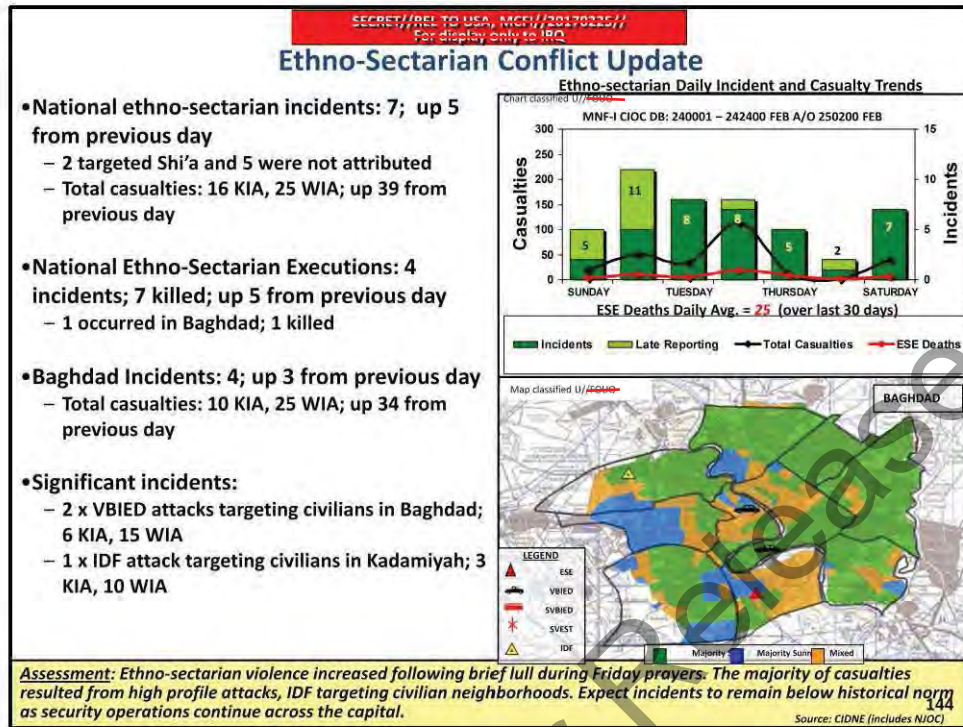 SECRET//REL TO USA, MCFI//20170225//
For display only to IRQ
Ethno-Sectarian Conflict Update
•National ethno-sectarian incidents: 7; up 5
from previous day
– 2 targeted Shi'a and 5 were not attributed
– Total casualties: 16 KIA, 25 WIA; up 39 from
previous day
•National Ethno-Sectarian Executions: 4
incidents; 7 killed; up 5 from previous day
– 1 occurred in Baghdad; 1 killed
•Baghdad Incidents: 4; up 3 from previous day
– Total casualties: 10 KIA, 25 WIA; up 34 from
previous day
•Significant incidents:
– 2 x VBIED attacks targeting civilians in Baghdad;
6 KIA, 15 WIA
– 1 x IDF attack targeting civilians in Kadamiyah; 3
KIA, 10 WIA
Ethno-sectarian Daily Incident and Casualty Trends
Chart classified U//FOUO
MNF-I CIOC DB: 240001 – 242400 FEB A/O 250200 FEB
Casualties
300
250
200
150
100
50
0
5
11
8
8
5
2
7
15
10
5
0
Incidents
SUNDAY TUESDAY THURSDAY SATURDAY
ESE Deaths Daily Avg. = 25 (over last 30 days)
Incidents Late Reporting Total Casualties ESE Deaths
Map classified U//FOUO
BAGHDAD
LEGEND
ESE
VBIED
SVBIED
SVEST
IDF
Majority Majority Sunni Mixed
Release
Assessment: Ethno-sectarian violence increased following brief lull during Friday prayers. The majority of casualties
resulted from high profile attacks, IDF targeting civilian neighborhoods. Expect incidents to remain below historical norm
as security operations continue across the capital.
144
Source: CIDNE (includes NJOC)